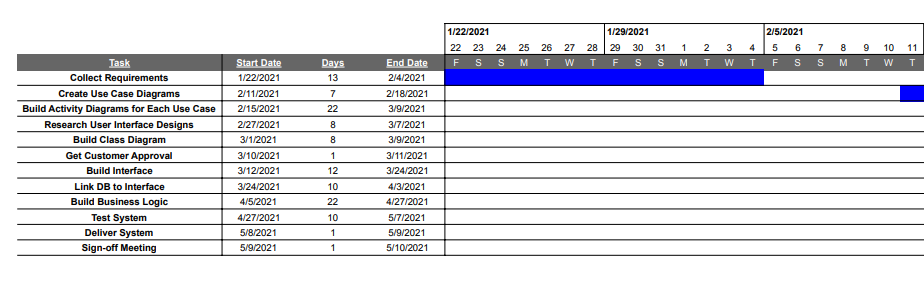 1/22/2021 1/29/2021 2/5/2021
22 23 24 25 26 27 28 29 30 31 1 2 3 4 5 6 7 8 9 10 11
Task Start Date Days End Date F S S M T W T F S S M T W T F S S M T W T
Collect Requirements 1/22/2021 13 2/4/2021
Create Use Case Diagrams 2/11/2021 7 2/18/2021
Build Activity Diagrams for Each Use Case 2/15/2021 22 3/9/2021
Research User Interface Designs 2/27/2021 8 3/7/2021
Build Class Diagram 3/1/2021 8 3/9/2021
Get Customer Approval 3/10/2021 1 3/11/2021
Build Interface 3/12/2021 12 3/24/2021
Link DB to Interface 3/24/2021 10 4/3/2021
Build Business Logic 4/5/2021 22 4/27/2021
Test System 4/27/2021 10 5/7/2021
Deliver System 5/8/2021 1 5/9/2021
Sign-off Meeting 5/9/2021 1 5/10/2021